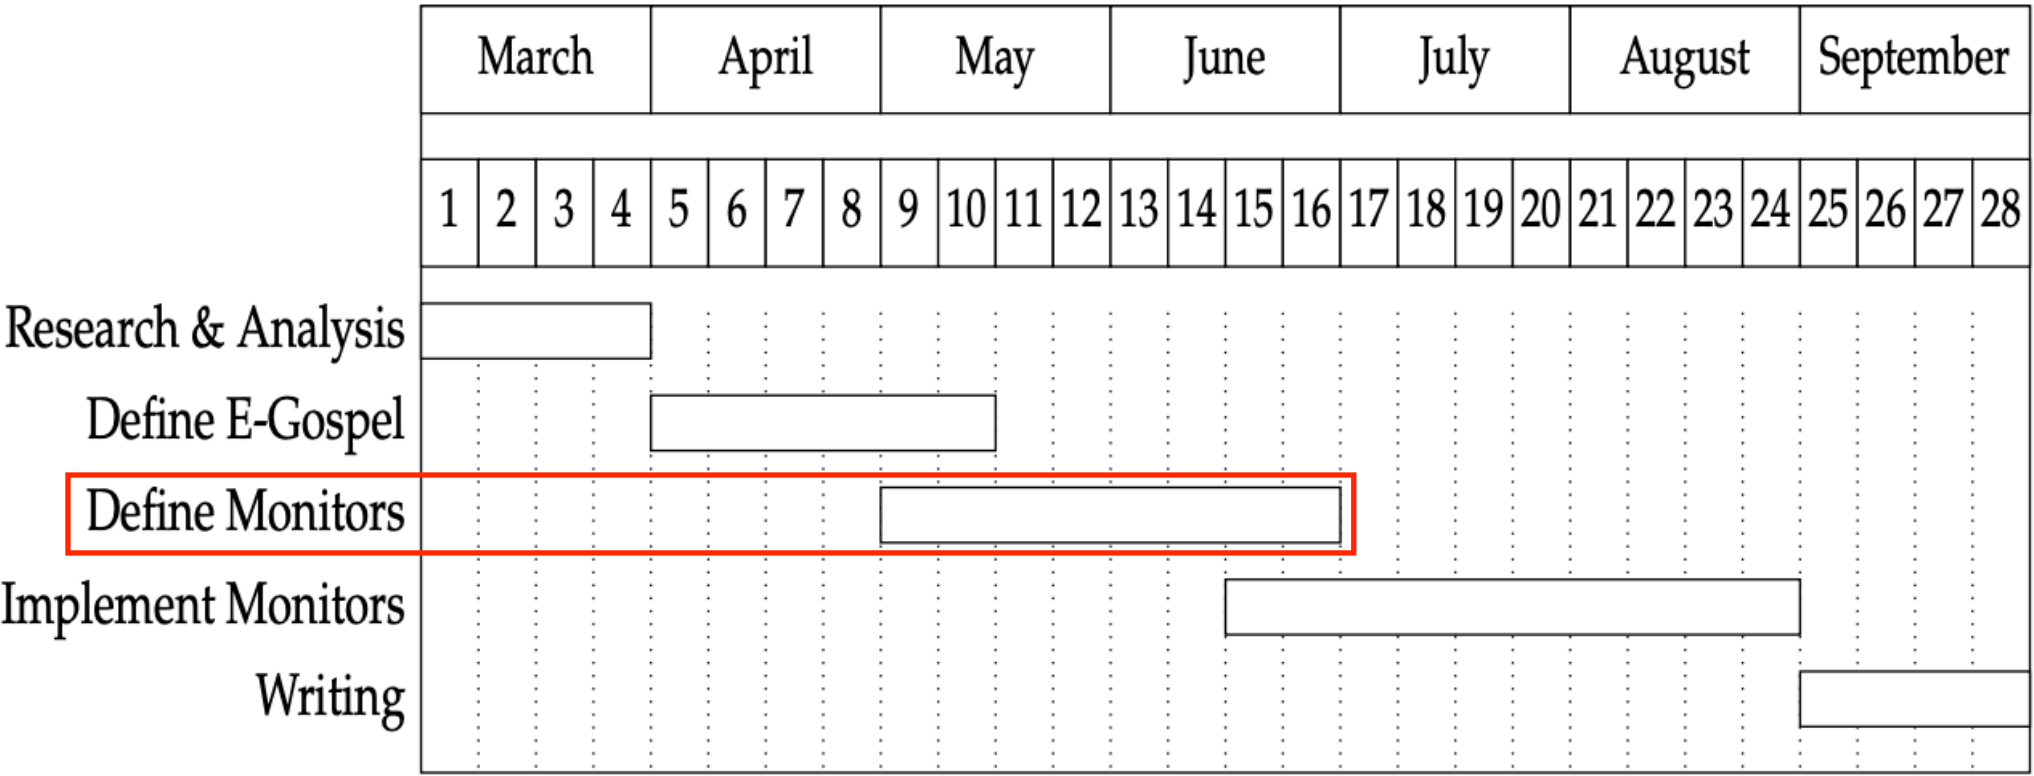 March April May June July August September
1 2 3 4 5 6 7 8 9 10 11 12 13 14 15 16 17 18 19 20 21 22 23 24 25 26 27 28
Research & Analysis
Define E-Gospel
Define Monitors
Implement Monitors
Writing